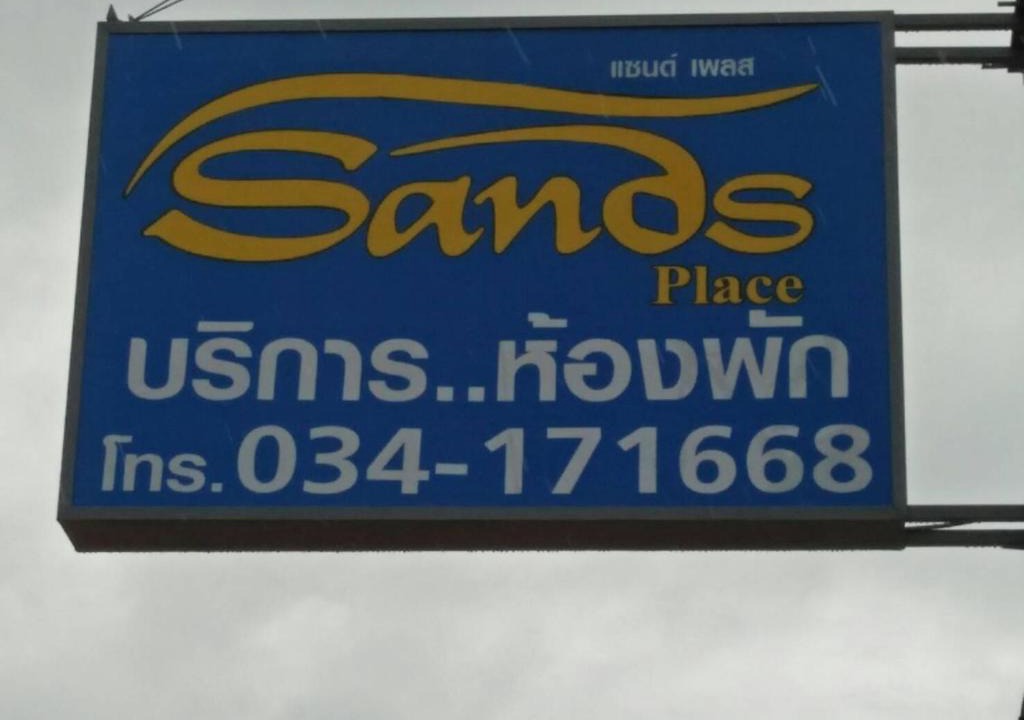 แซนด์ เพลส
Sands
Place
บริการ..ห้องพัก
โทร.034-171668